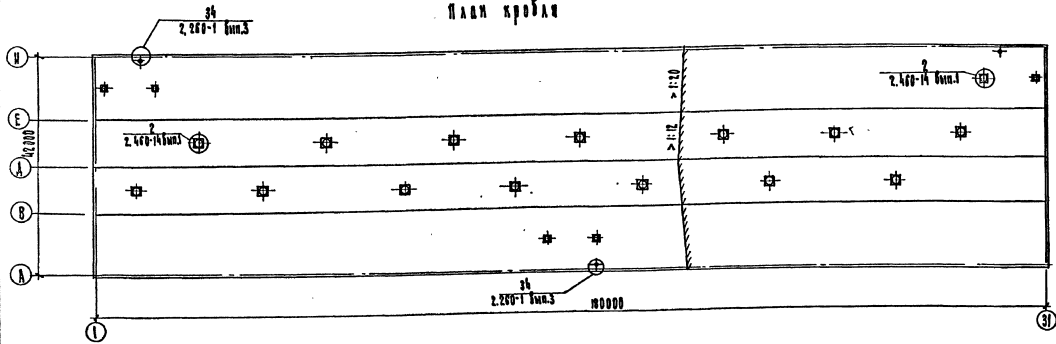 План кровли
34
2.260-1 Вып.3
Н
2
2.460-14 Вып.1
> 1:20
Е
2
2.460-14 Вып.3
42000
> 1:12
Д
В
А
34
2.260-1 Вып.3
180000
1
31